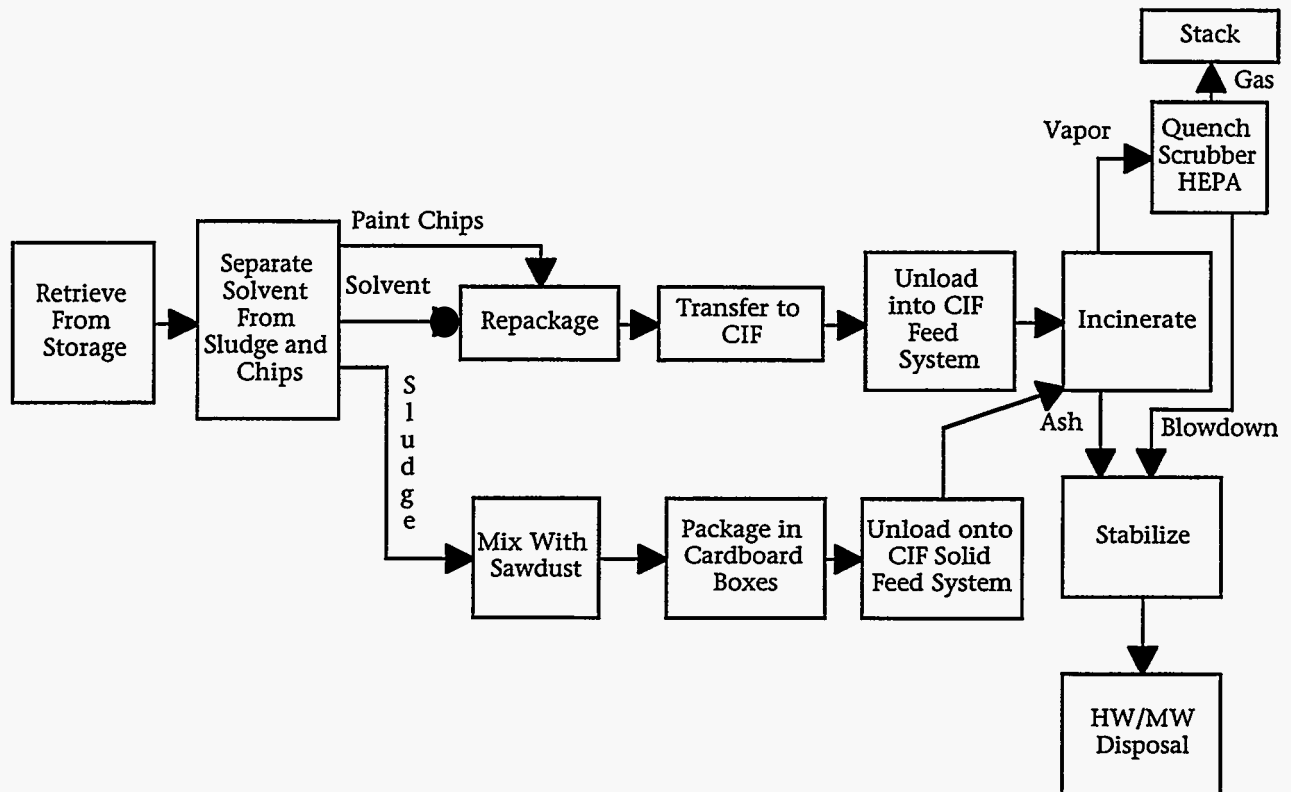 Stack
Gas
Vapor
Quench
Scrubber
HEPA
Paint Chips
Retrieve
From
Storage
Separate
Solvent
From
Sludge and
Chips
Solvent
Repackage
Transfer to
CIF
Unload
into CIF
Feed
System
Incinerate
Sludge
Ash
Blowdown
Mix With
Sawdust
Package in
Cardboard
Boxes
Unload onto
CIF Solid
Feed System
Stabilize
HW/MW
Disposal